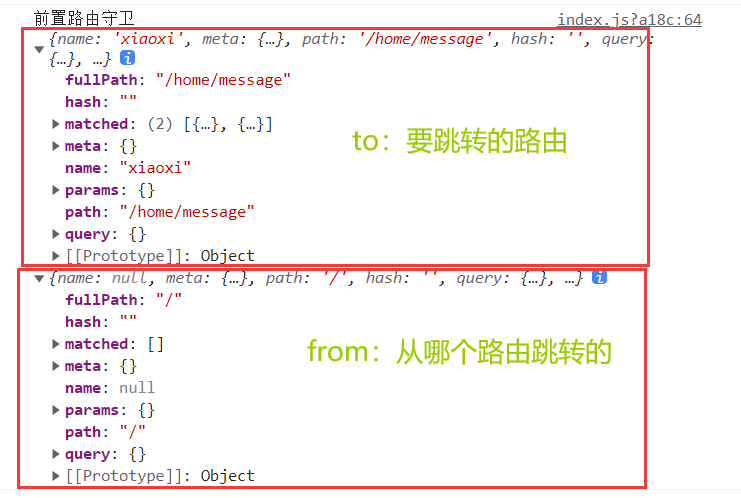 前置路由守卫 index.js?a18c:64
{name: 'xiaoxi', meta: {…}, path: '/home/message', hash: '', query:
{…}, …} i
fullPath: "/home/message"
hash: ""
matched: (2) [{…}, {…}]
meta: {}
name: "xiaoxi"
params: {}
path: "/home/message"
query: {}
[[Prototype]]: Object
to：要跳转的路由
{name: null, meta: {…}, path: '/', hash: '', query: {…}, …} i
fullPath: "/"
hash: ""
matched: []
meta: {}
name: null
params: {}
path: "/"
query: {}
[[Prototype]]: Object
from：从哪个路由跳转的